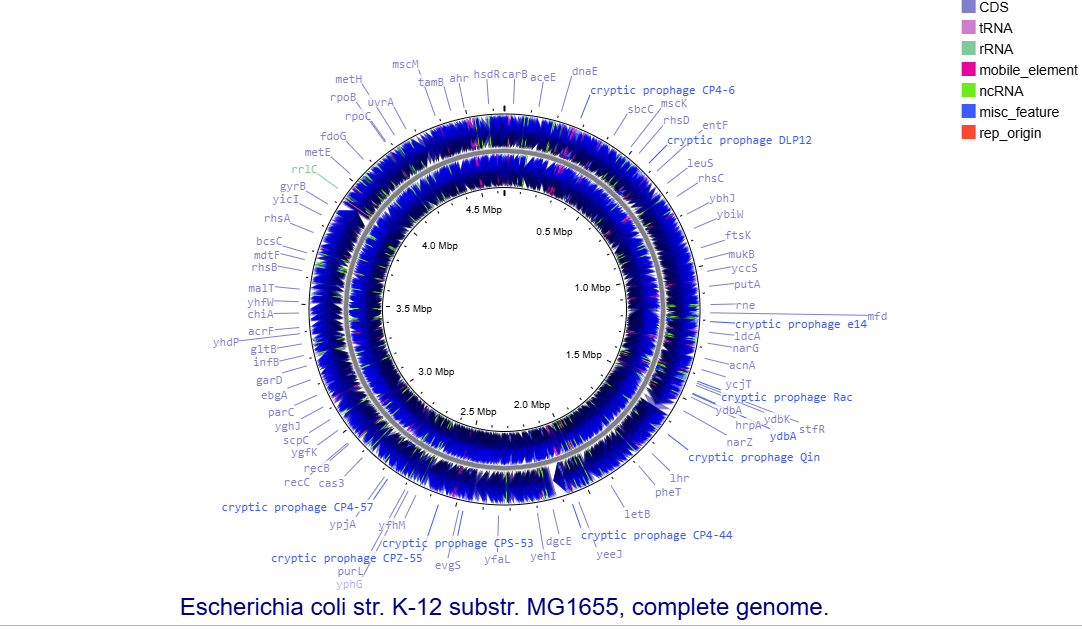 CDS
tRNA
rRNA
mobile_element
ncRNA
misc_feature
rep_origin
mscM
tamB
ahr
hsdR
carB
aceE
dnaE
cryptic prophage CP4-6
sbcC
mscK
rhsD
entF
cryptic prophage DLP12
leuS
rhsC
ybhJ
ybiW
ftsK
mukB
yccS
putA
rne
mfd
cryptic prophage e14
ldcA
narG
acnA
ycjT
cryptic prophage Rac
ydbA
ydbK
stfR
hrpA
ydbA
narZ
cryptic prophage Qin
lhr
pheT
letB
cryptic prophage CP4-44
yeeJ
dgcE
yehI
yfaL
cryptic prophage CPS-53
evgS
cryptic prophage CPZ-55
purL
yphG
yfhM
ypjA
cryptic prophage CP4-57
cas3
recC
recB
ygfK
scpC
yghJ
parC
ebgA
garD
infB
gltB
yhdP
acrF
chiA
yhfW
malT
rhsB
mdtF
bcsC
rhsA
yicI
gyrB
rrlC
metE
fdoG
rpoC
rpoB
uvrA
metH
4.5 Mbp
0.5 Mbp
1.0 Mbp
1.5 Mbp
2.0 Mbp
2.5 Mbp
3.0 Mbp
3.5 Mbp
4.0 Mbp
Escherichia coli str. K-12 substr. MG1655, complete genome.